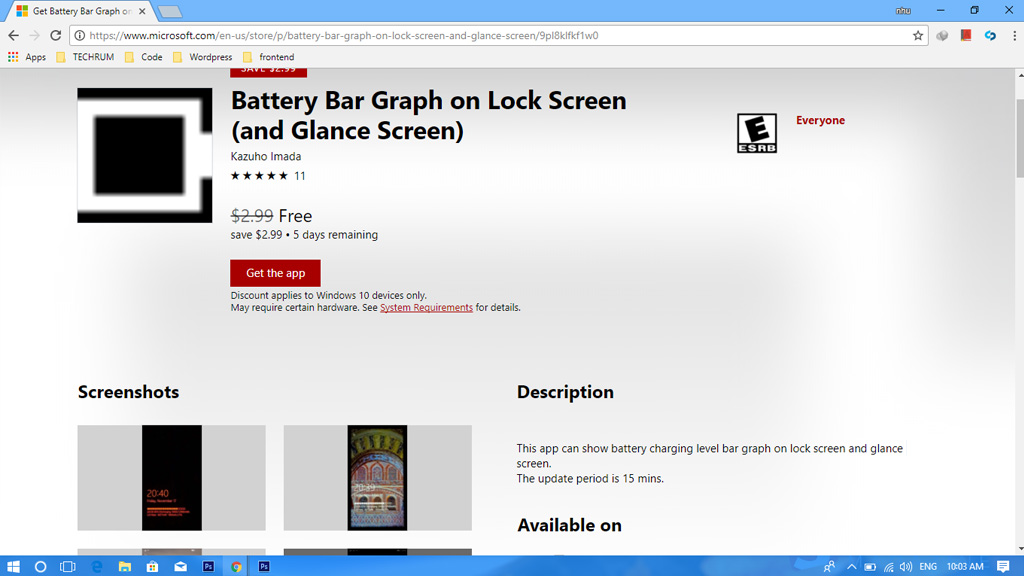 Get Battery Bar Graph on
nhu
https://www.microsoft.com/en-us/store/p/battery-bar-graph-on-lock-screen-and-glance-screen/9pl8klfkf1w0
Apps TECHRUM Code Wordpress frontend
SAVE $2.99
Battery Bar Graph on Lock Screen
(and Glance Screen)
E
ESRB
Everyone
Kazuho Imada
★★★★★ 11
$2.99 Free
save $2.99 • 5 days remaining
Get the app
Discount applies to Windows 10 devices only.
May require certain hardware. See System Requirements for details.
Screenshots
Description
20:40
20:39
This app can show battery charging level bar graph on lock screen and glance
screen.
The update period is 15 mins.
Available on
Ps
Ps
ENG 10:03 AM